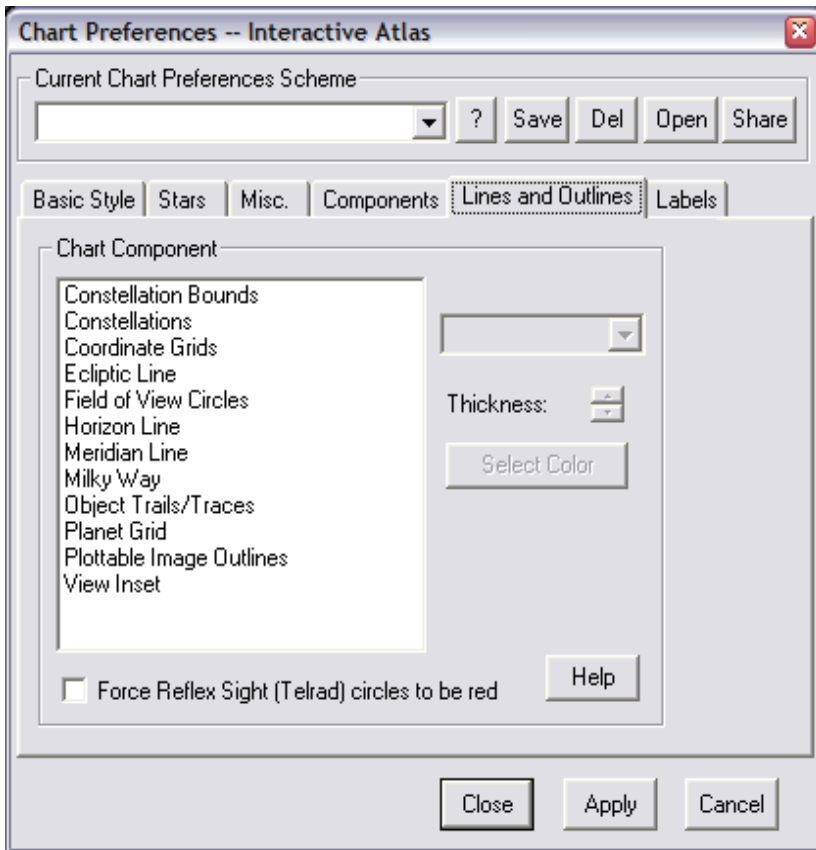 Chart Preferences -- Interactive Atlas
Current Chart Preferences Scheme
? Save Del Open Share
Basic Style Stars Misc. Components Lines and Outlines Labels
Chart Component
Constellation Bounds
Constellations
Coordinate Grids
Ecliptic Line
Field of View Circles
Horizon Line
Meridian Line
Milky Way
Object Trails/Traces
Planet Grid
Plottable Image Outlines
View Inset
Thickness:
Select Color
Force Reflex Sight (Telrad) circles to be red
Help
Close Apply Cancel